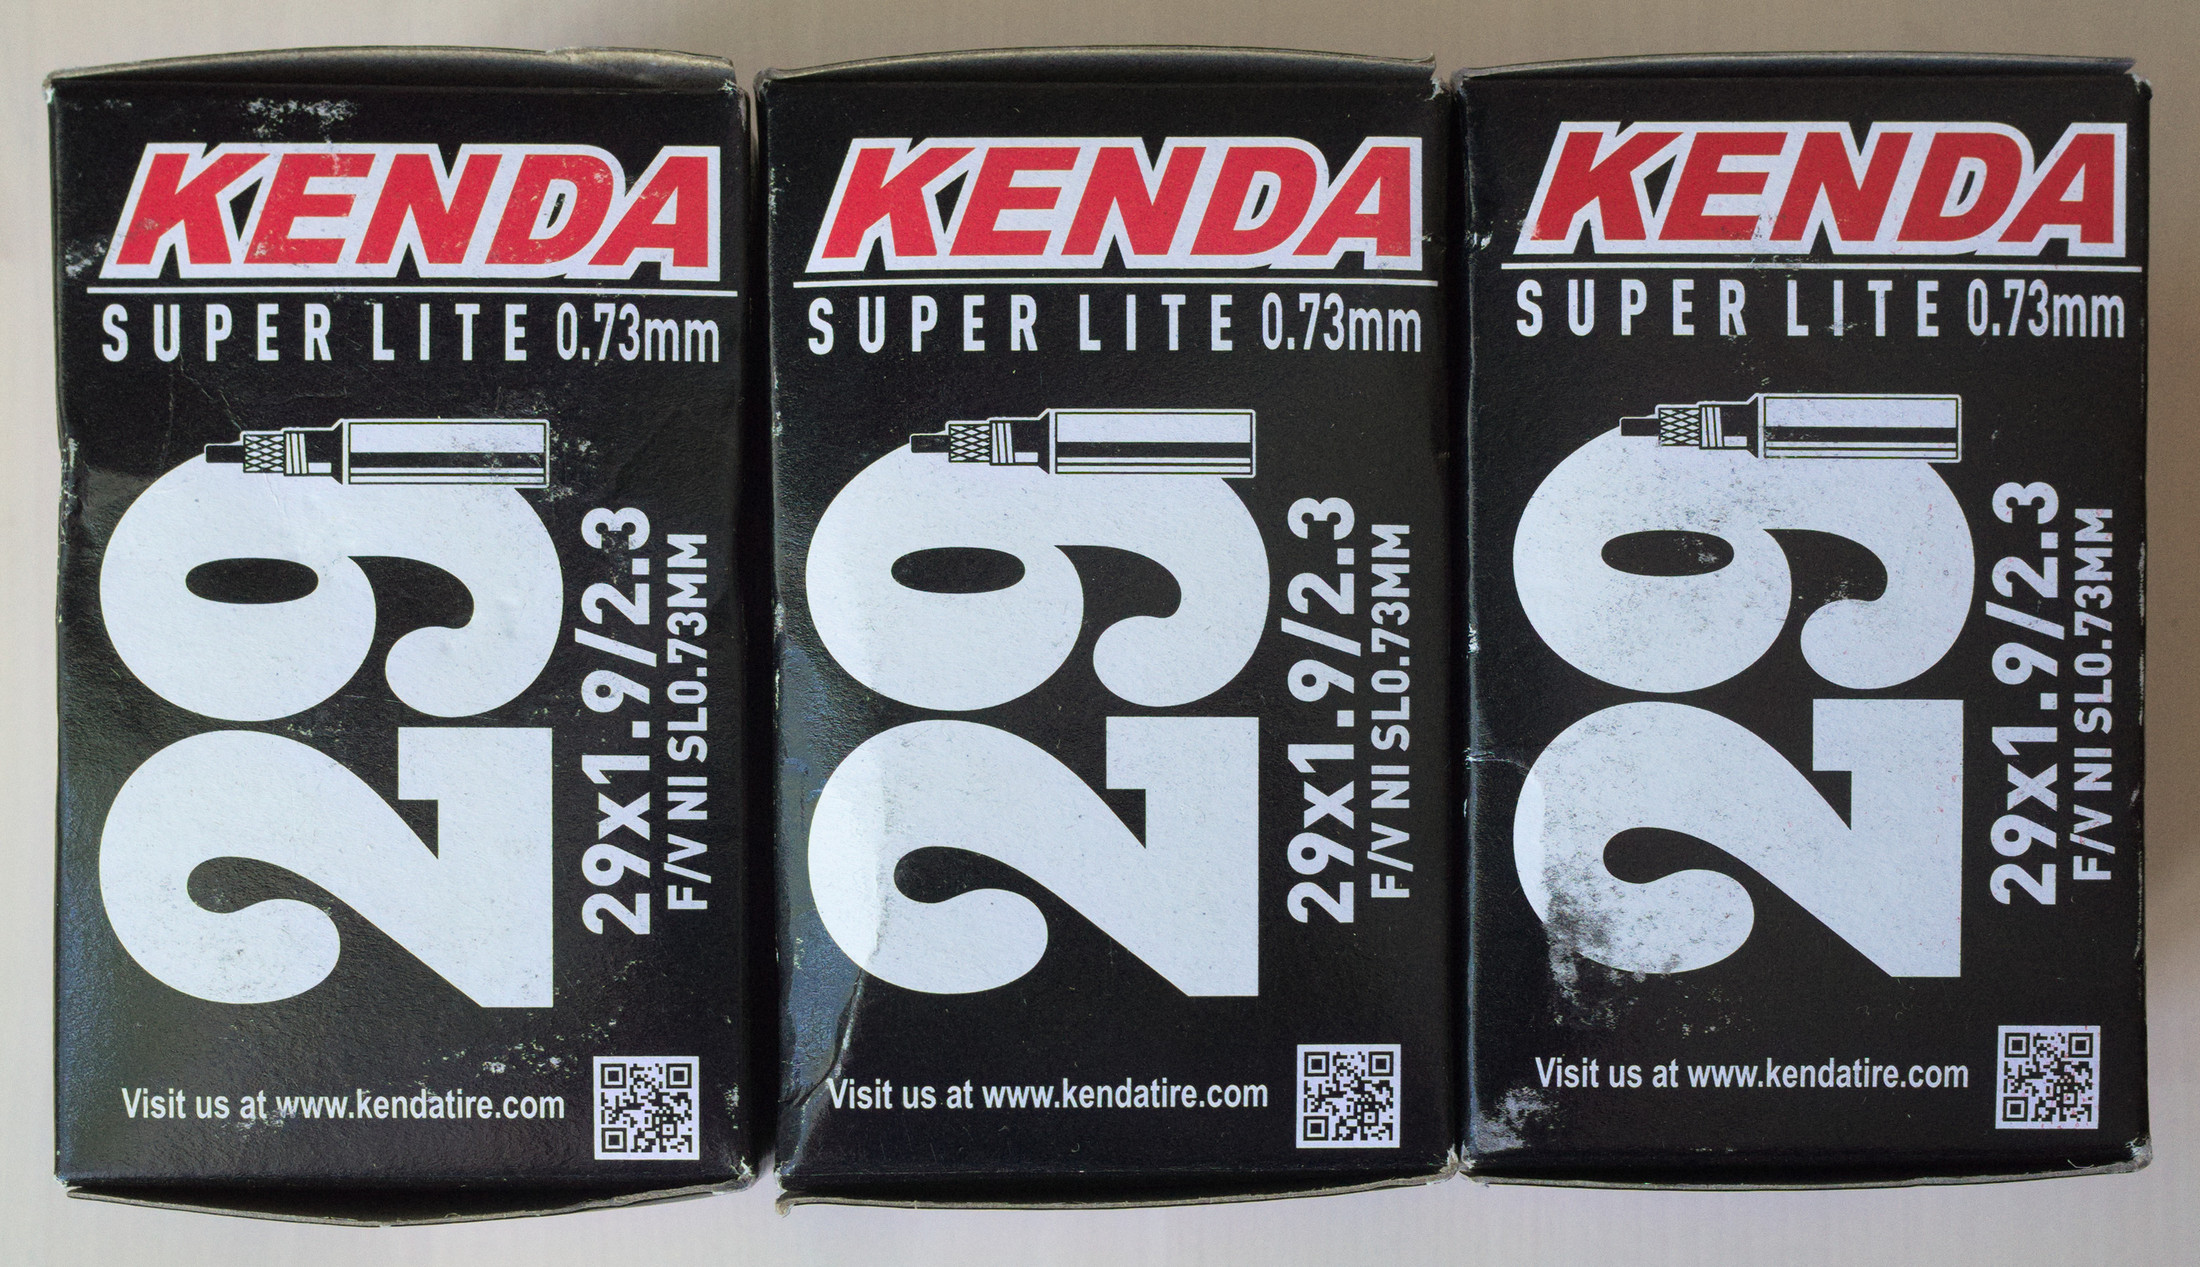 KENDA
SUPER LITE 0.73mm
29
29x1.9/2.3
F/V NI SL0.73MM
Visit us at www.kendatire.com
KENDA
SUPER LITE 0.73mm
29
29x1.9/2.3
F/V NI SL0.73MM
Visit us at www.kendatire.com
KENDA
SUPER LITE 0.73mm
29
29x1.9/2.3
F/V NI SL0.73MM
Visit us at www.kendatire.com